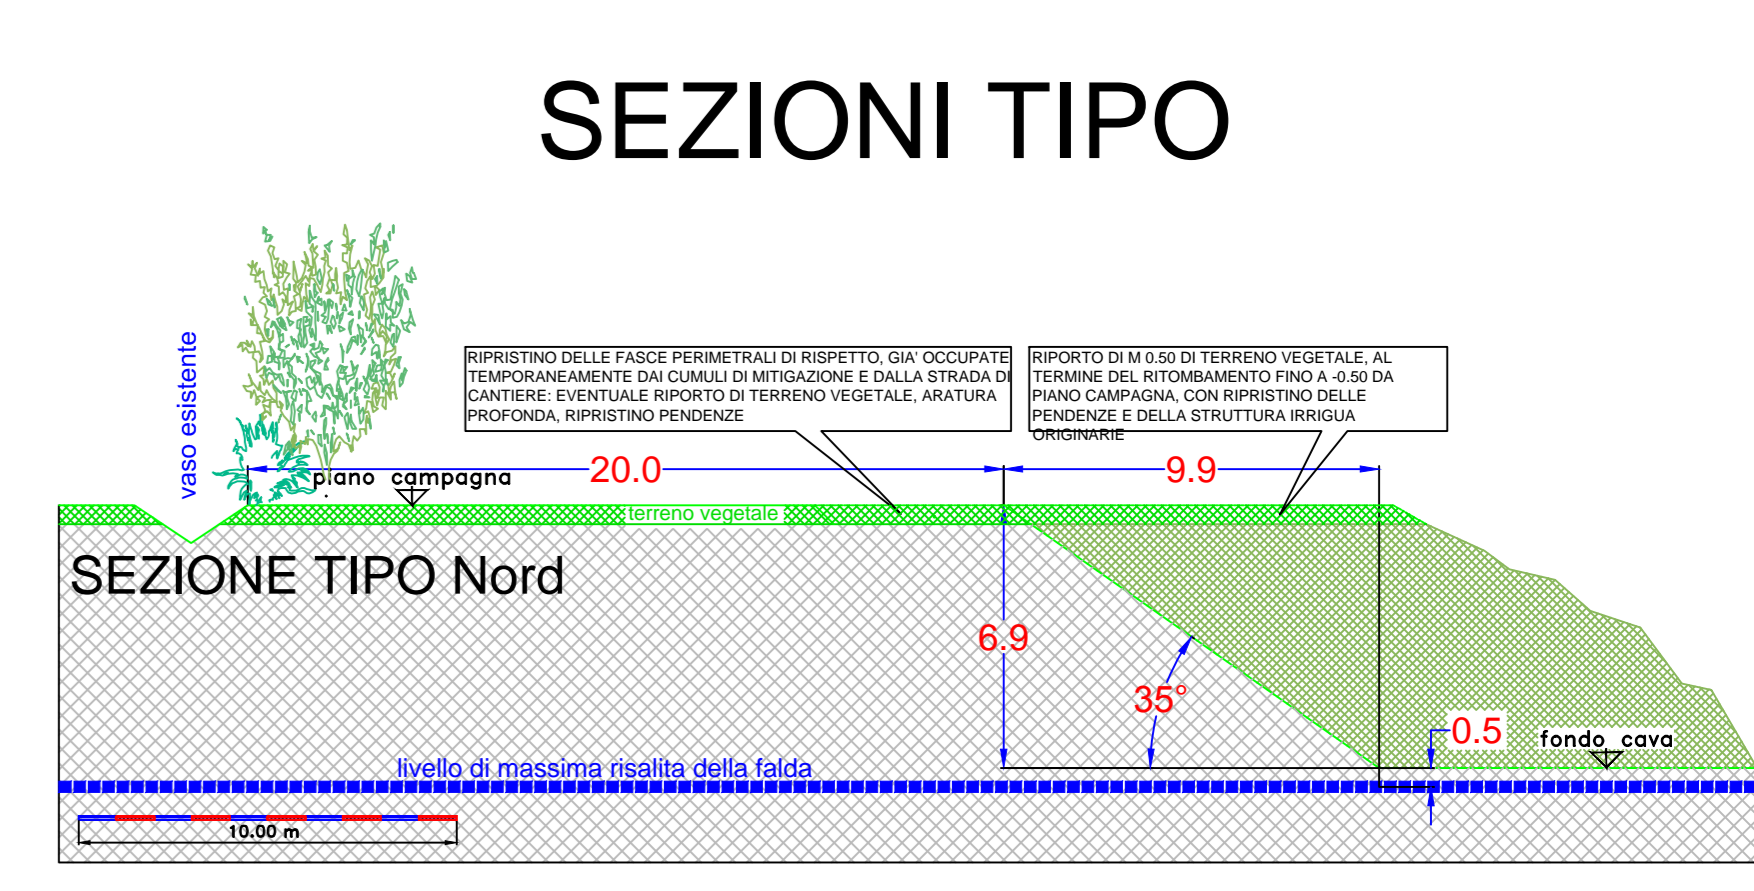 SEZIONI TIPO
vaso esistente
RIPRISTINO DELLE FASCE PERIMETRALI DI RISPETTO, GIA' OCCUPATE
TEMPORANEAMENTE DAI CUMULI DI MITIGAZIONE E DALLA STRADA DI
CANTIERE: EVENTUALE RIPORTO DI TERRENO VEGETALE, ARATURA
PROFONDA, RIPRISTINO PENDENZE
RIPORTO DI M 0.50 DI TERRENO VEGETALE, AL
TERMINE DEL RITOMBAMENTO FINO A -0.50 DA
PIANO CAMPAGNA, CON RIPRISTINO DELLE
PENDENZE E DELLA STRUTTURA IRRIGUA
ORIGINARIE
20.0
9.9
piano campagna
terreno vegetale
SEZIONE TIPO Nord
6.9
35°
0.5
fondo cava
livello di massima risalita della falda
10.00 m